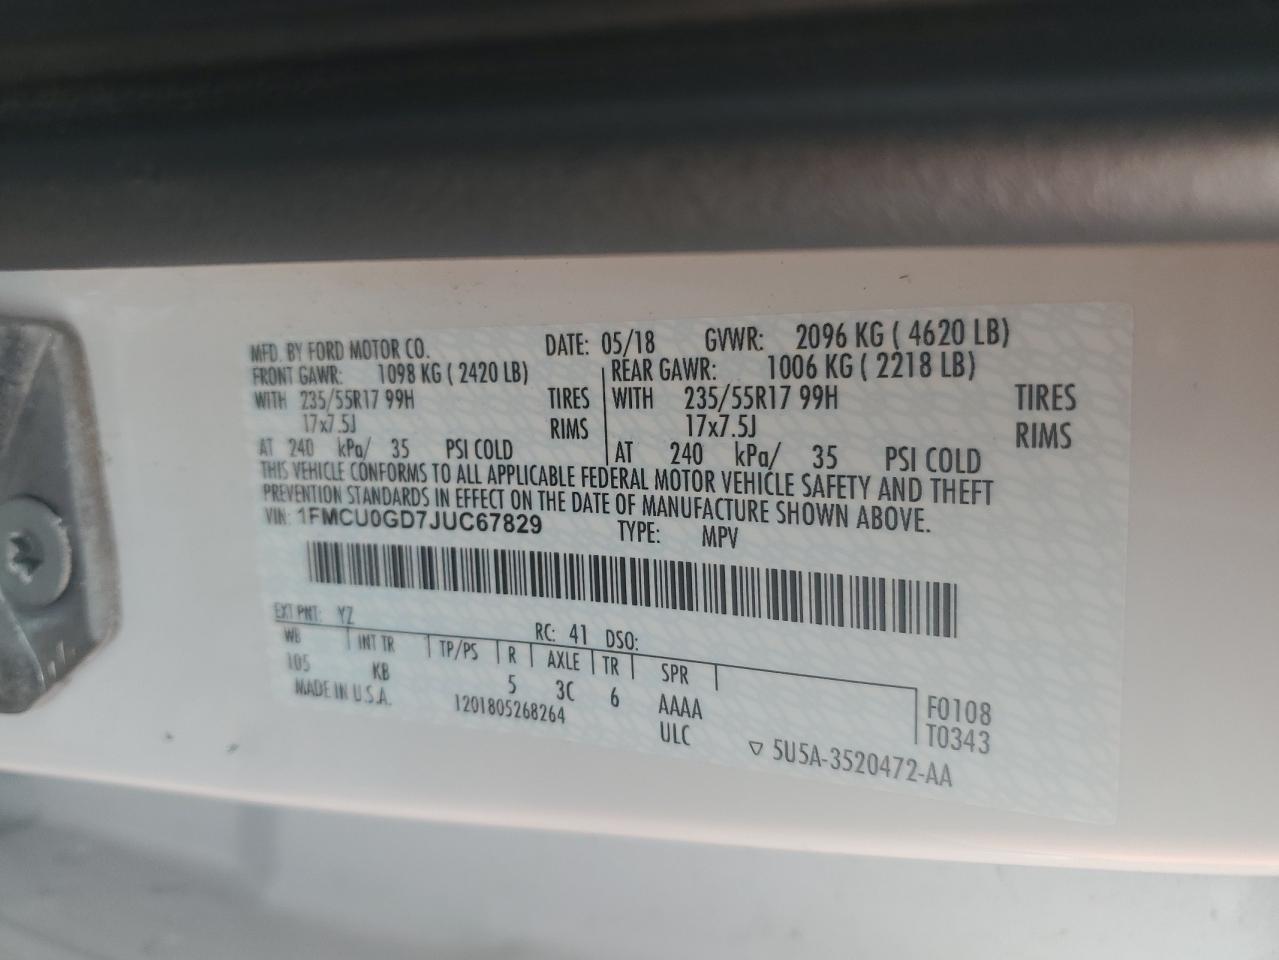 MFD. BY FORD MOTOR CO. DATE: 05/18 GVWR: 2096 KG ( 4620 LB)
FRONT GAWR: 1098 KG ( 2420 LB) REAR GAWR: 1006 KG ( 2218 LB)
WITH 235/55R17 99H TIRES WITH 235/55R17 99H TIRES
17x7.5J RIMS 17x7.5J RIMS
AT 240 kPa/ 35 PSI COLD AT 240 kPa/ 35 PSI COLD
THIS VEHICLE CONFORMS TO ALL APPLICABLE FEDERAL MOTOR VEHICLE SAFETY AND THEFT
PREVENTION STANDARDS IN EFFECT ON THE DATE OF MANUFACTURE SHOWN ABOVE.
VIN: 1FMCU0GD7JUC67829 TYPE: MPV
EXT PNT: YZ RC: 41 DSO:
WB INT TR TP/PS R AXLE TR SPR
105 KB 5 3C 6 AAAA F0108
MADE IN U.S.A. 1201805268264 ULC T0343
▽ 5U5A-3520472-AA